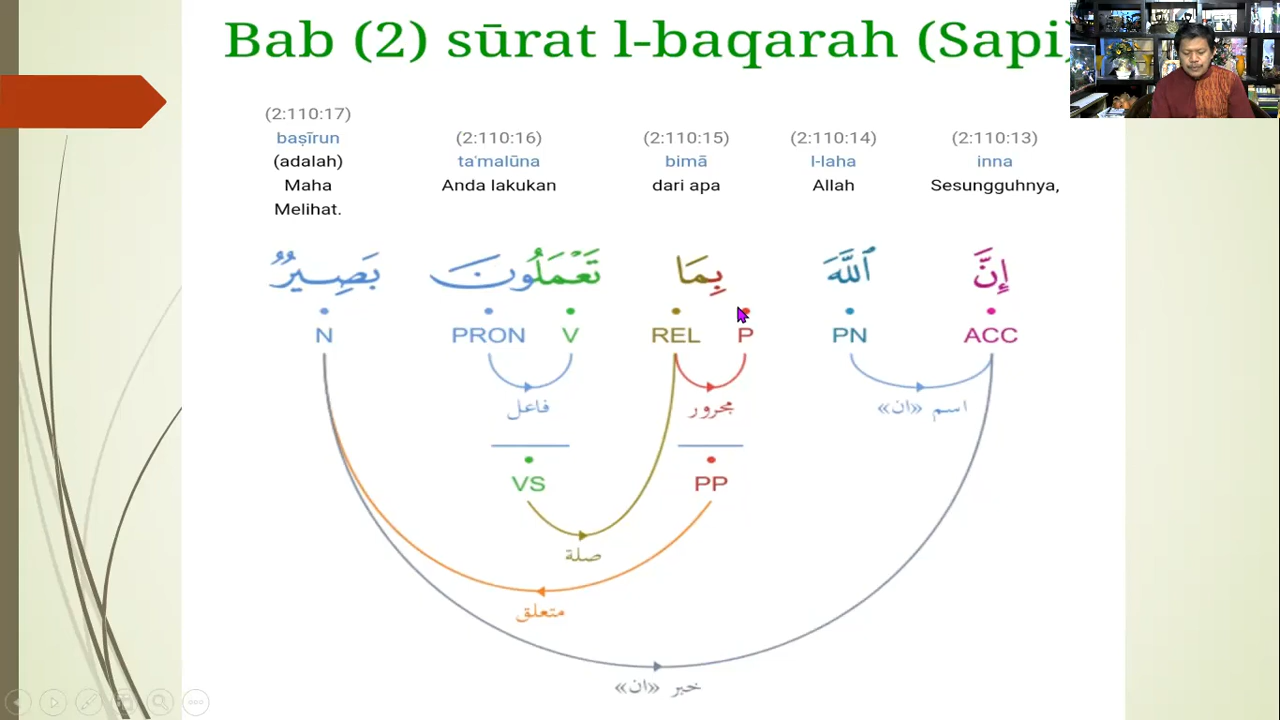 Bab (2) sūrat l-baqarah (Sapi)
(2:110:17)
baṣīrun
(adalah)
Maha
Melihat.
(2:110:16)
ta'malūna
Anda lakukan
(2:110:15)
bimā
dari apa
(2:110:14)
l-laha
Allah
(2:110:13)
inna
Sesungguhnya,
إِنَّ ٱللَّهَ بِمَا تَعْمَلُونَ بَصِيرٌ
N PRON V REL P PN ACC
فاعل مجرور اسم «ان»
VS PP
صلة
متعلق
خبر «ان»